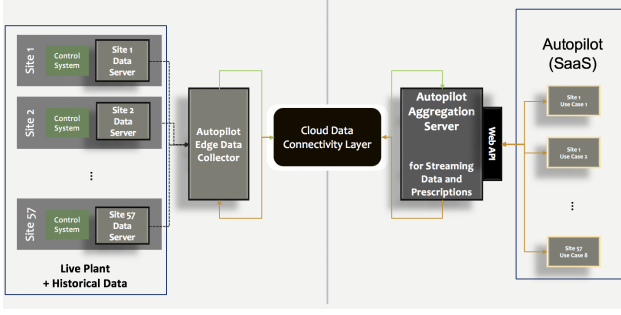 Site 1
Control
System
Site 1
Data
Server
Site 2
Control
System
Site 2
Data
Server
...
Site 57
Control
System
Site 57
Data
Server
Live Plant
+ Historical Data
Autopilot
Edge Data
Collector
Cloud Data
Connectivity Layer
Autopilot
Aggregation
Server
for Streaming
Data and
Prescriptions
Web API
Autopilot
(SaaS)
Site 1
Use Case 1
Site 1
Use Case 2
...
Site 57
Use Case 8